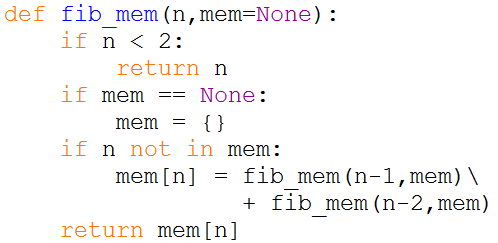 def fib_mem(n,mem=None):
    if n < 2:
        return n
    if mem == None:
        mem = {}
    if n not in mem:
        mem[n] = fib_mem(n-1,mem)\
                 + fib_mem(n-2,mem)
    return mem[n]